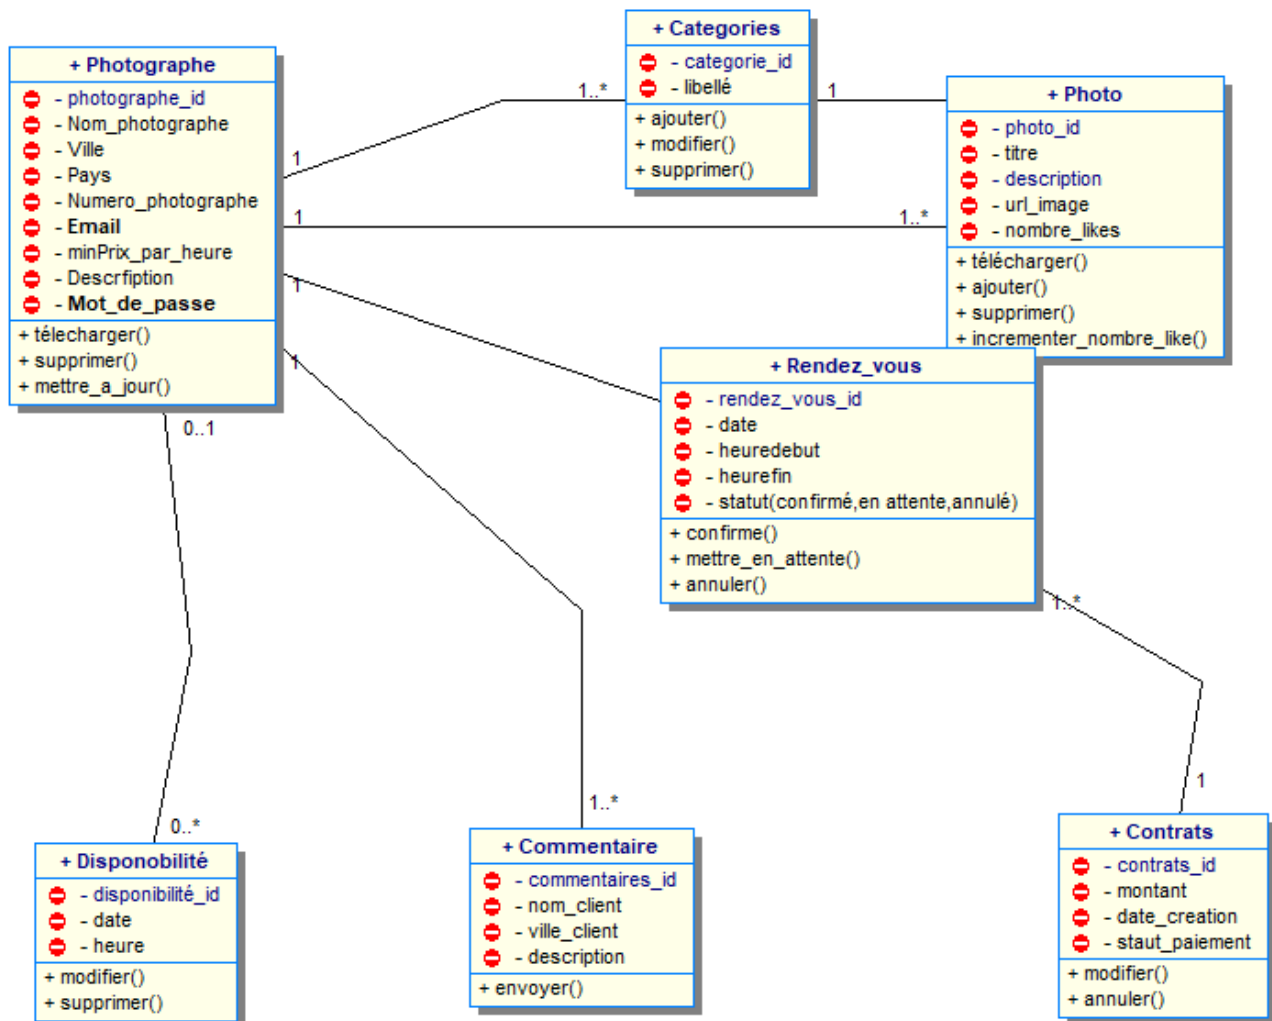 + Photographe
- photographe_id
- Nom_photographe
- Ville
- Pays
- Numero_photographe
- Email
- minPrix_par_heure
- Descrfiption
- Mot_de_passe
+ télecharger()
+ supprimer()
+ mettre_a_jour()
1
1..*
+ Categories
- categorie_id
- libellé
+ ajouter()
+ modifier()
+ supprimer()
1
+ Photo
- photo_id
- titre
- description
- url_image
- nombre_likes
+ télécharger()
+ ajouter()
+ supprimer()
+ incrementer_nombre_like()
1
1..*
1
+ Rendez_vous
- rendez_vous_id
- date
- heuredebut
- heurefin
- statut(confirmé,en attente,annulé)
+ confirme()
+ mettre_en_attente()
+ annuler()
1
0..1
1..*
1
0..*
1..*
+ Disponobilité
- disponibilité_id
- date
- heure
+ modifier()
+ supprimer()
+ Commentaire
- commentaires_id
- nom_client
- ville_client
- description
+ envoyer()
+ Contrats
- contrats_id
- montant
- date_creation
- staut_paiement
+ modifier()
+ annuler()